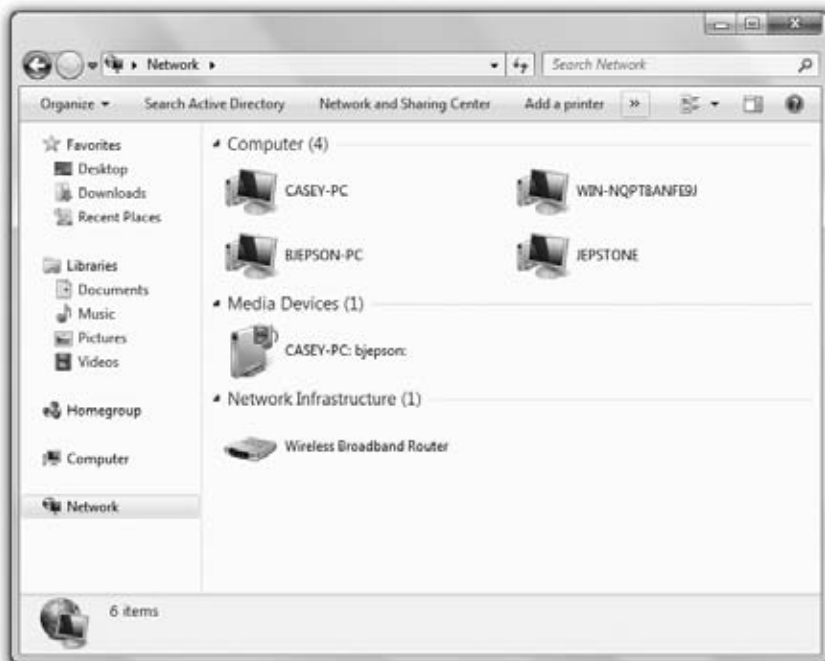 Network
Search Network
Organize
Search Active Directory
Network and Sharing Center
Add a printer
»
Favorites
Desktop
Downloads
Recent Places
Libraries
Documents
Music
Pictures
Videos
Homegroup
Computer
Network
Computer (4)
CASEY-PC
WIN-NQPT8ANFE9J
BJEPSON-PC
JEPSTONE
Media Devices (1)
CASEY-PC: bjepson:
Network Infrastructure (1)
Wireless Broadband Router
6 items